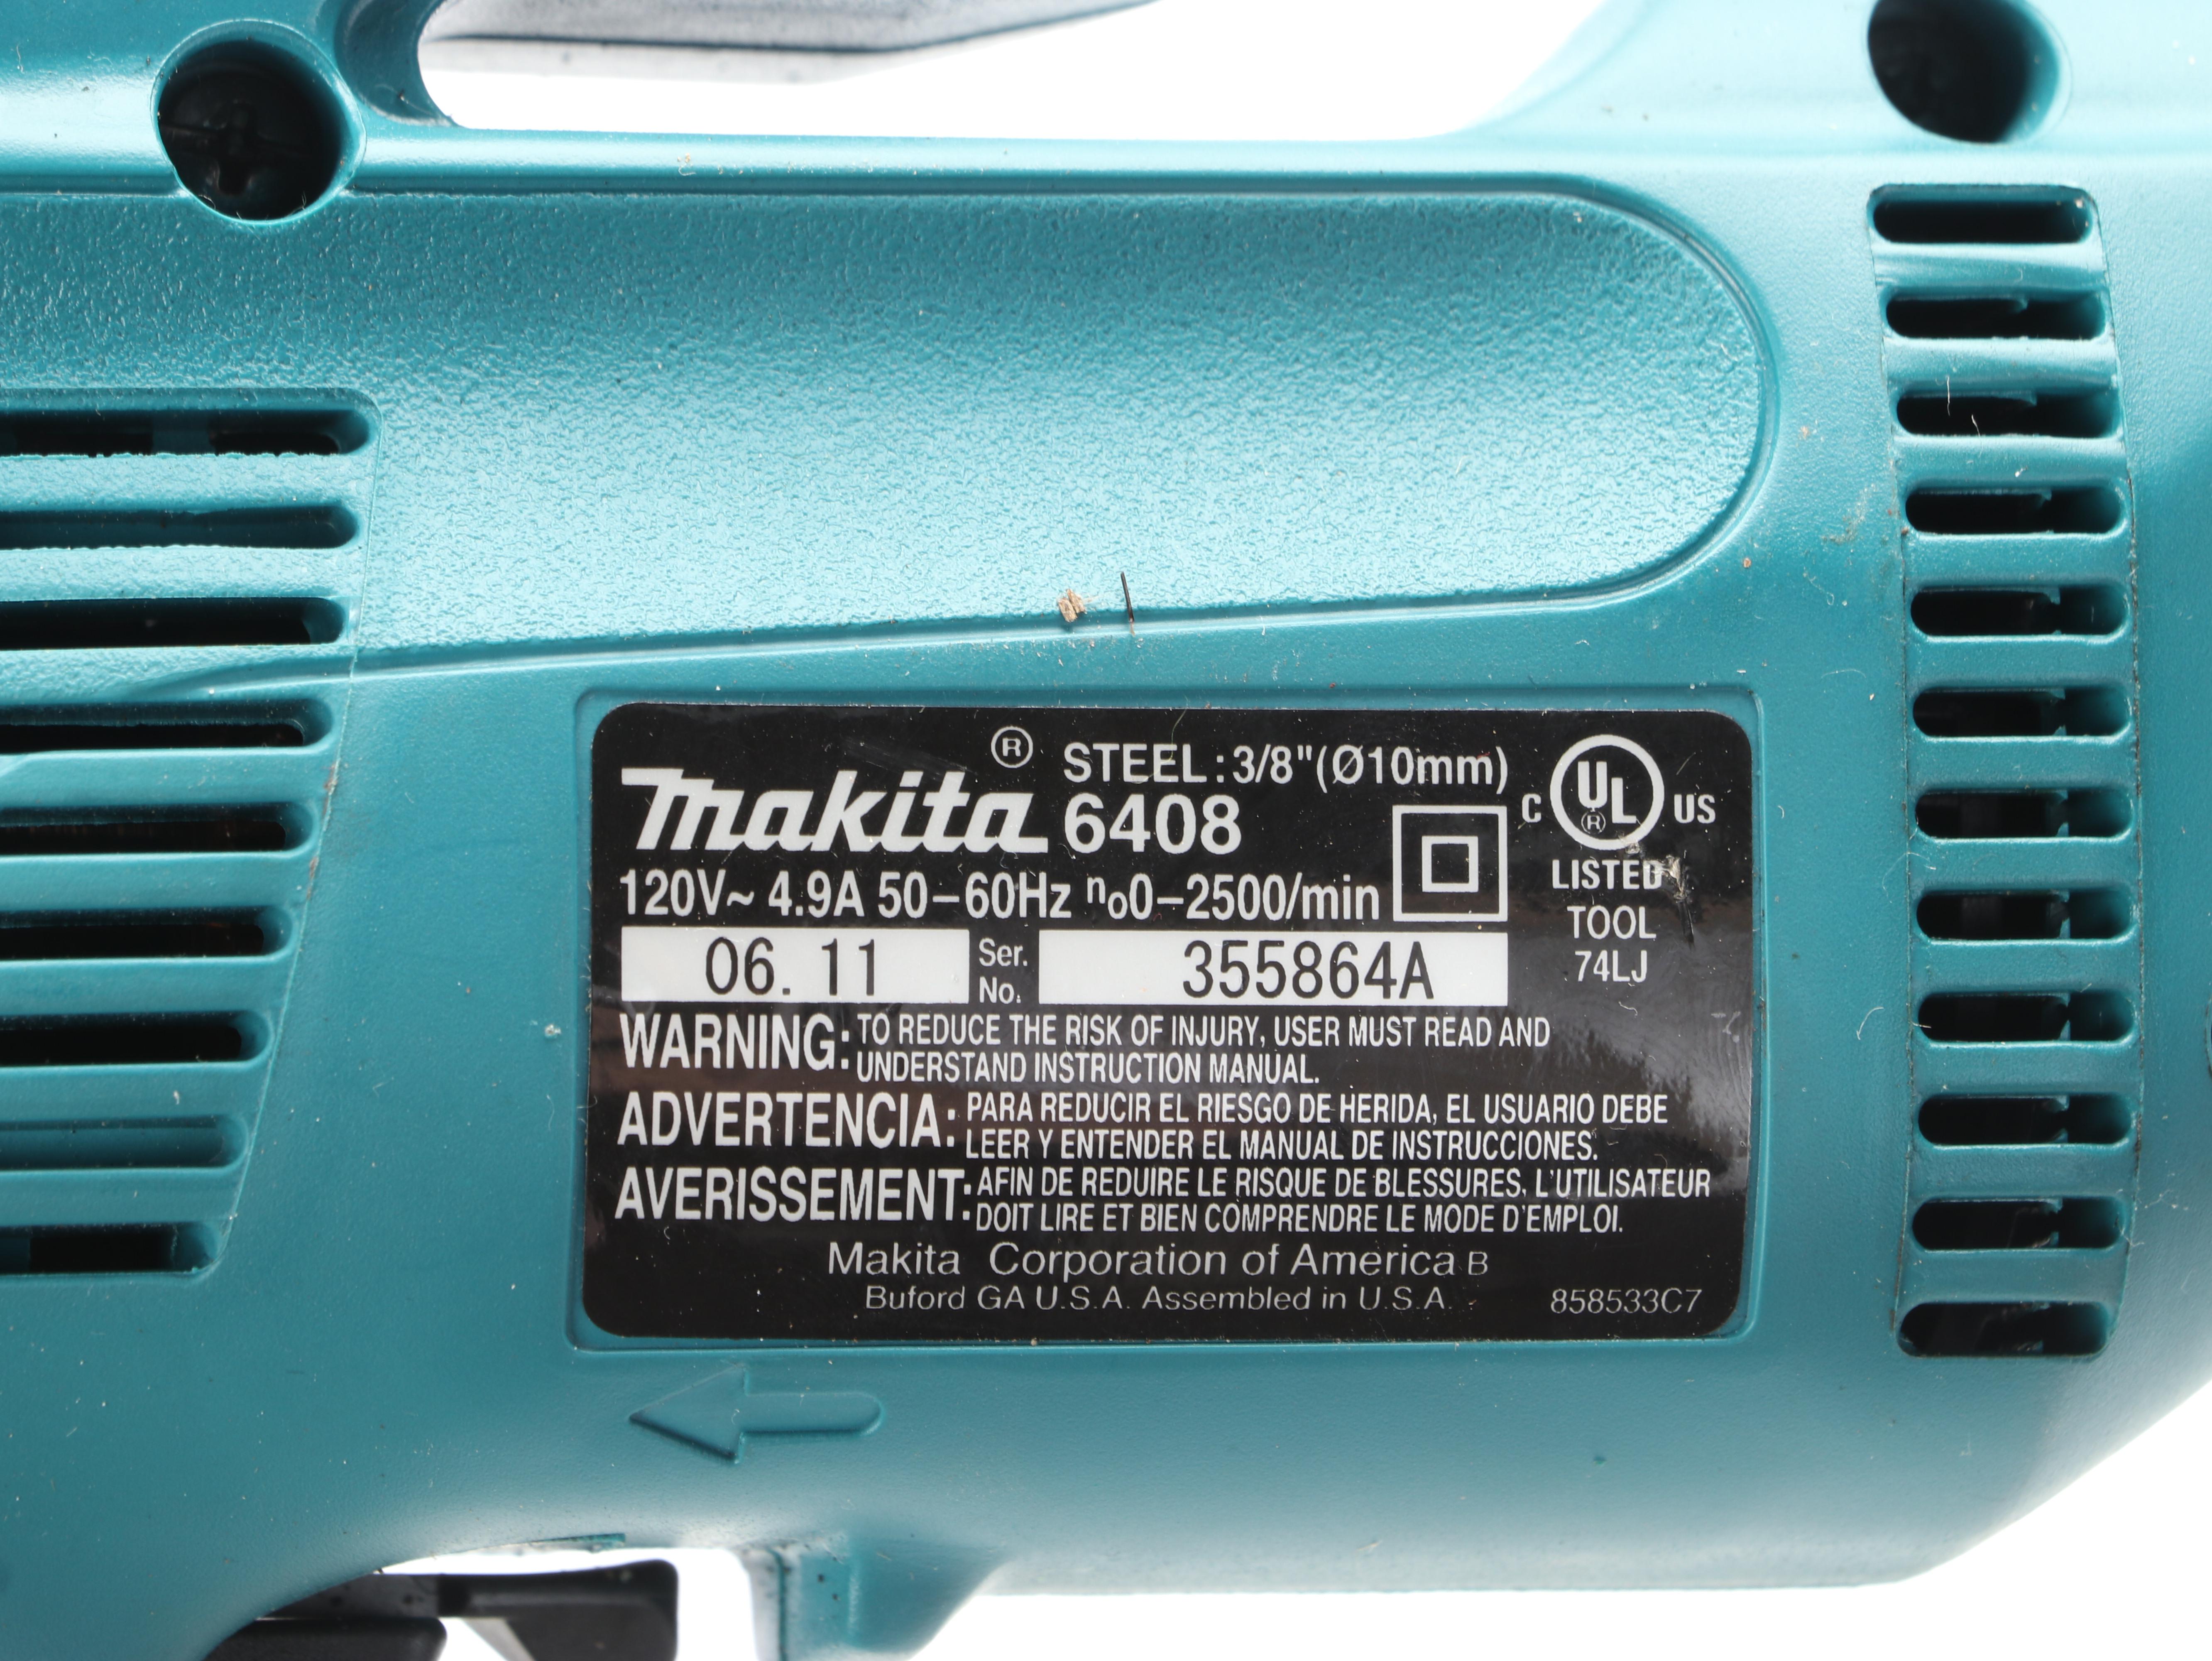 makita® STEEL:3/8"(Ø10mm)
6408
C UL® US
LISTED
TOOL
74LJ
120V~ 4.9A 50-60Hz no0-2500/min
06. 11 Ser. No. 355864A
WARNING: TO REDUCE THE RISK OF INJURY, USER MUST READ AND
UNDERSTAND INSTRUCTION MANUAL.
ADVERTENCIA: PARA REDUCIR EL RIESGO DE HERIDA, EL USUARIO DEBE
LEER Y ENTENDER EL MANUAL DE INSTRUCCIONES.
AVERISSEMENT: AFIN DE REDUIRE LE RISQUE DE BLESSURES, L'UTILISATEUR
DOIT LIRE ET BIEN COMPRENDRE LE MODE D'EMPLOI.
Makita Corporation of America B
Buford GA U.S.A. Assembled in U.S.A.
858533C7